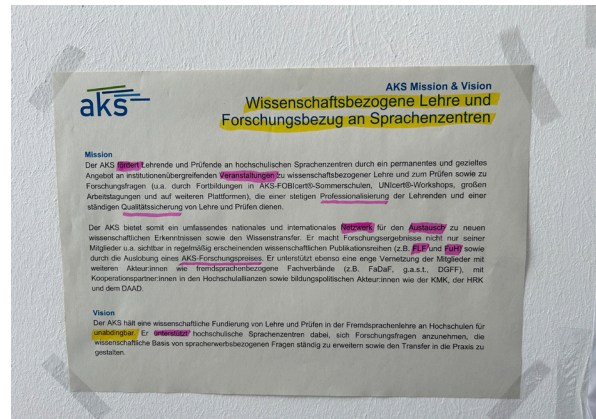 aks
AKS Mission & Vision
Wissenschaftsbezogene Lehre und
Forschungsbezug an Sprachenzentren
Mission
Der AKS fördert Lehrende und Prüfende an hochschulischen Sprachenzentren durch ein permanentes und gezieltes
Angebot an institutionenübergreifenden Veranstaltungen zu wissenschaftsbezogener Lehre und zum Prüfen sowie zu
Forschungsfragen (u.a. durch Fortbildungen in AKS-FOBIcert®-Sommerschulen, UNIcert®-Workshops, großen
Arbeitstagungen und auf weiteren Plattformen), die einer stetigen Professionalisierung der Lehrenden und einer
ständigen Qualitätssicherung von Lehre und Prüfen dienen.
Der AKS bietet somit ein umfassendes nationales und internationales Netzwerk für den Austausch zu neuen
wissenschaftlichen Erkenntnissen sowie den Wissenstransfer. Er macht Forschungsergebnisse nicht nur seiner
Mitglieder u.a. sichtbar in regelmäßig erscheinenden wissenschaftlichen Publikationsreihen (z.B. FLF und FuH) sowie
durch die Auslobung eines AKS-Forschungspreises. Er unterstützt ebenso eine enge Vernetzung der Mitglieder mit
weiteren Akteur:innen wie fremdsprachenbezogene Fachverbände (z.B. FaDaF, g.a.s.t., DGFF), mit
Kooperationspartner:innen in den Hochschulallianzen sowie bildungspolitischen Akteur:innen wie der KMK, der HRK
und dem DAAD.
Vision
Der AKS hält eine wissenschaftliche Fundierung von Lehre und Prüfen in der Fremdsprachenlehre an Hochschulen für
unabdingbar. Er unterstützt hochschulische Sprachenzentren dabei, sich Forschungsfragen anzunehmen, die
wissenschaftliche Basis von spracherwerbsbezogenen Fragen ständig zu erweitern sowie den Transfer in die Praxis zu
gestalten.